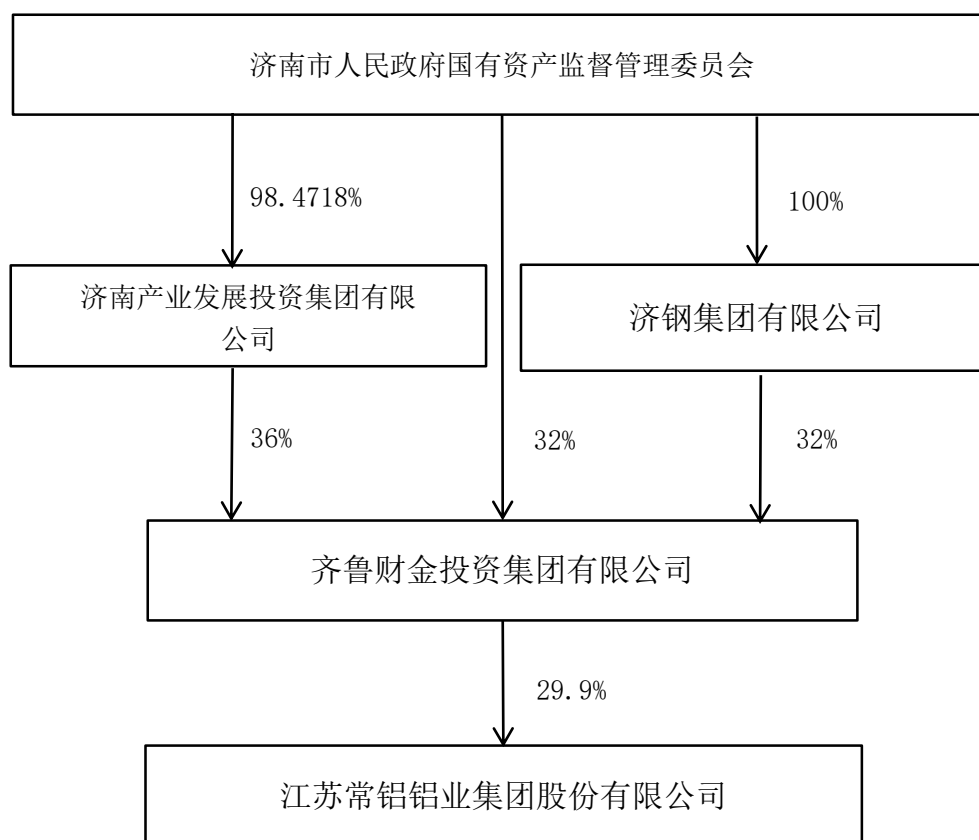 济南市人民政府国有资产监督管理委员会
98.4718%
100%
济南产业发展投资集团有限
公司
济钢集团有限公司
36%
32%
32%
齐鲁财金投资集团有限公司
29.9%
江苏常铝铝业集团股份有限公司